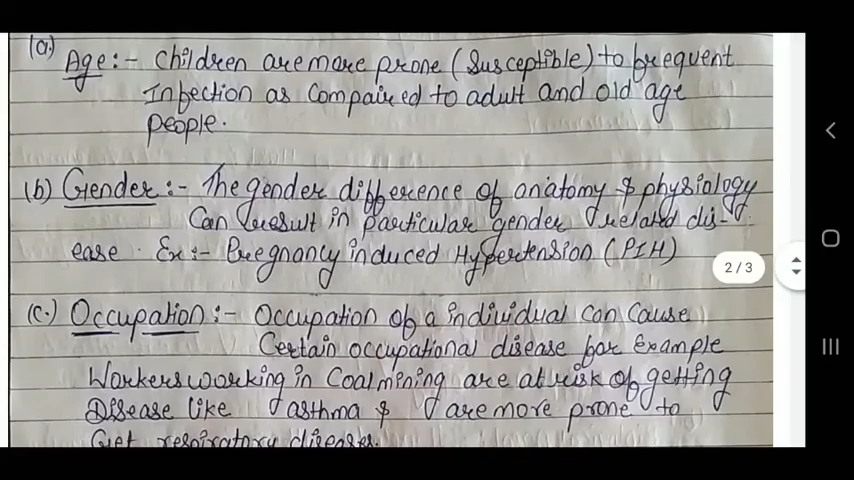 (a.) Age :- Children are more prone (Susceptible) to frequent
Infection as compaired to adult and old age
people.
(b) Gender :- The gender difference of anatomy & physiology
Can result in particular gender related dis-
ease. Ex:- Pregnancy induced Hypertension (PIH)
2/3
(c.) Occupation :- Occupation of a individual can cause
Certain occupational disease for Example
Workers working in Coalmining are at risk of getting
Disease like asthma & are more prone to
Get respiratory diseases.